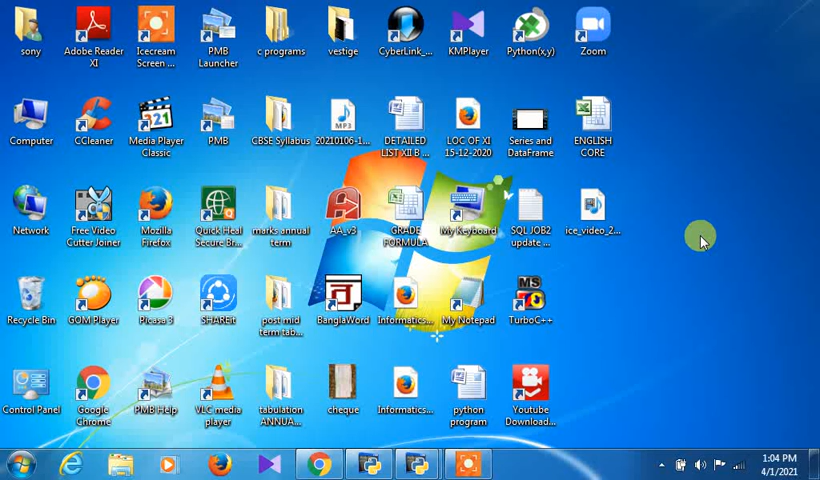 sony
Adobe Reader
XI
Icecream
Screen ...
PMB
Launcher
c programs
vestige
CyberLink_...
KMPlayer
Python(x,y)
Zoom
Computer
CCleaner
321
Media Player
Classic
PMB
CBSE Syllabus
MP3
20210106-1...
DETAILED
LIST XII B ...
LOC OF XI
15-12-2020
Series and
DataFrame
ENGLISH
CORE
Network
Free Video
Cutter Joiner
Mozilla
Firefox
Quick Heal
Secure Br...
marks annual
term
AA_v3
GRADE
FORMULA
My Keyboard
SQL JOB2
update ...
ice_video_2...
Recycle Bin
GOM Player
Picasa 3
SHAREit
post mid
term tab...
BanglaWord
Informatics...
My Notepad
MS
TurboC++
Control Panel
Google
Chrome
PMB Help
VLC media
player
tabulation
ANNUA...
cheque
Informatics...
python
program
Youtube
Download...
1:04 PM
4/1/2021